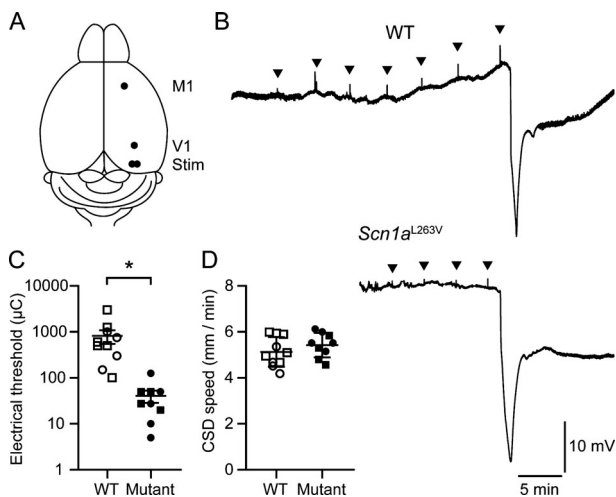 A
M1
V1
Stim
B
WT
Scn1a^L263V
10 mV
5 min
C
*
Electrical threshold (µC)
10000
1000
100
10
1
WT Mutant
D
CSD speed (mm / min)
8
6
4
2
0
WT Mutant